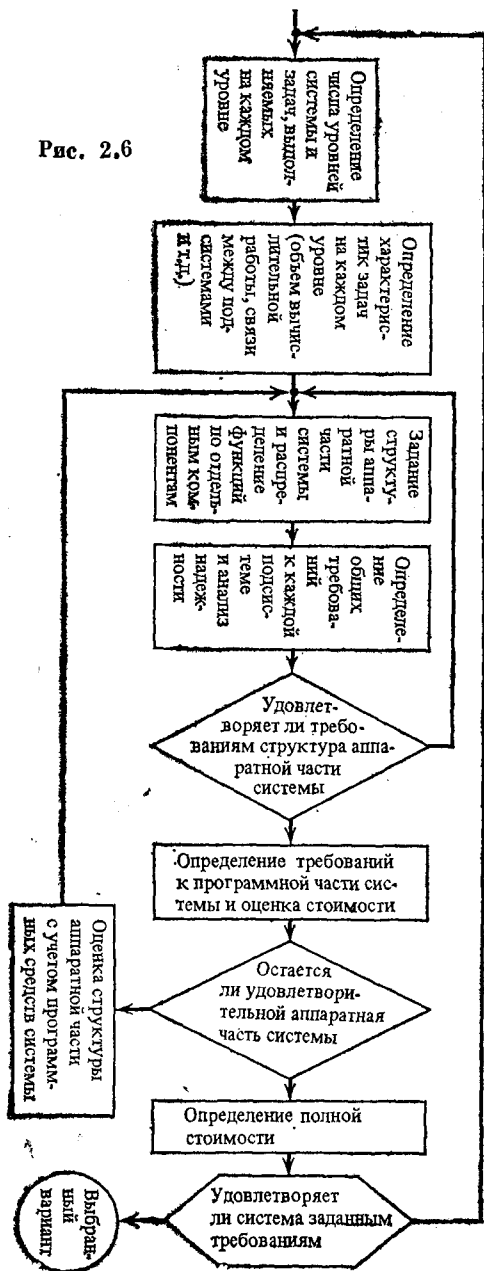 Рис. 2.6
Определение
числа уровней
системы и
задач, выпол-
няемых
на каждом
уровне
Определение
характерис-
тик задач
на каждом
уровне
(объем вычис-
лительной
работы, связи
между под-
системами
и т.д.)
Задание
структу-
ры аппа-
ратной
части
системы
и распре-
деление
функций
по отдель-
ным ком-
понентам
Определе-
ние
общих
требова-
ний
к каждой
подсис-
теме
и анализ
надеж-
ности
Удовлет-
воряет ли требо-
ваниям структура аппа-
ратной части
системы
Определение требований
к программной части сис-
темы и оценка стоимости
Остается
ли удовлетвори-
тельной аппаратная
часть системы
Оценка структуры
аппаратной части
с учетом программ-
ных средств системы
Определение полной
стоимости
Удовлетворяет
ли система заданным
требованиям
Выбран-
ный
вариант